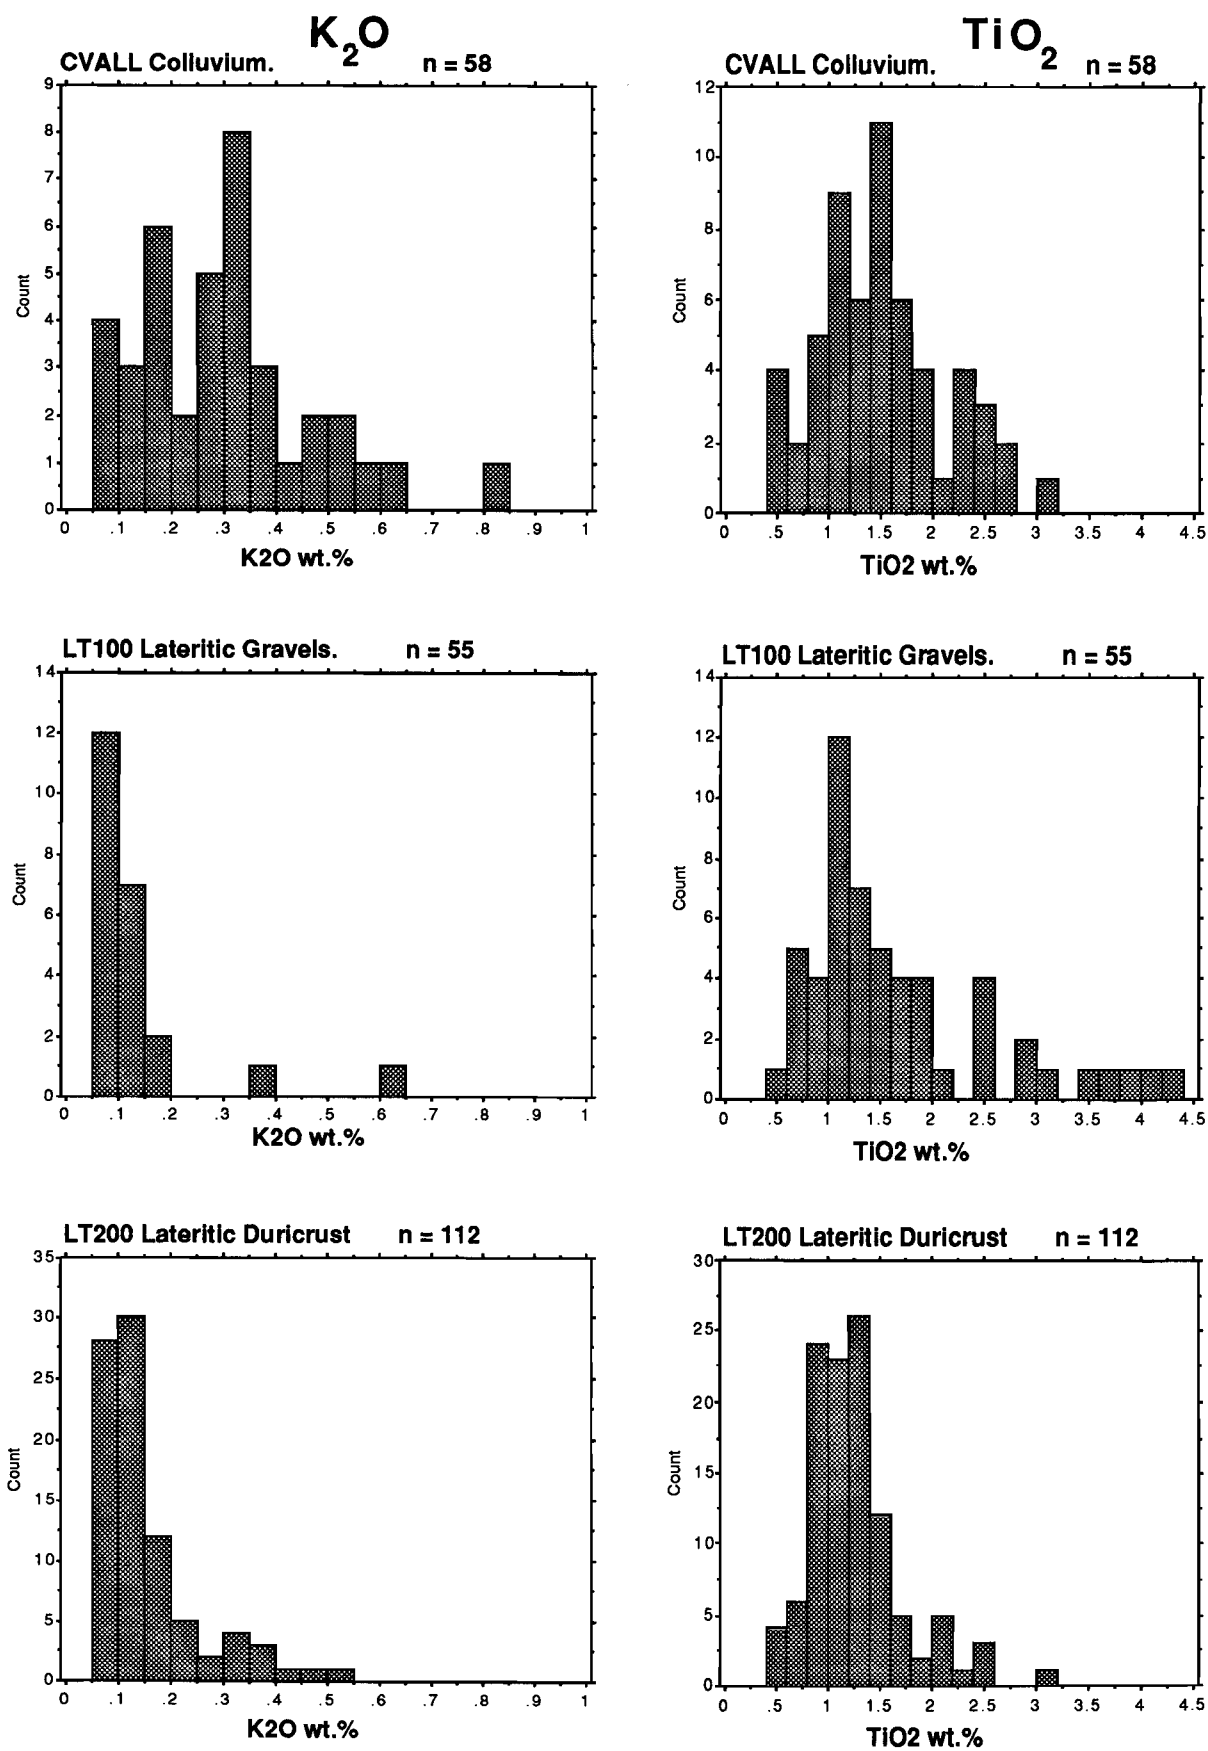 K2O
CVALL Colluvium. n = 58
9
8
7
6
5
4
3
2
1
0
Count
0 .1 .2 .3 .4 .5 .6 .7 .8 .9 1
K2O wt.%
TiO2
CVALL Colluvium. n = 58
12
10
8
6
4
2
0
Count
0 .5 1 1.5 2 2.5 3 3.5 4 4.5
TiO2 wt.%
LT100 Lateritic Gravels. n = 55
14
12
10
8
6
4
2
0
Count
0 .1 .2 .3 .4 .5 .6 .7 .8 .9 1
K2O wt.%
LT100 Lateritic Gravels. n = 55
14
12
10
8
6
4
2
0
Count
0 .5 1 1.5 2 2.5 3 3.5 4 4.5
TiO2 wt.%
LT200 Lateritic Duricrust n = 112
35
30
25
20
15
10
5
0
Count
0 .1 .2 .3 .4 .5 .6 .7 .8 .9 1
K2O wt.%
LT200 Lateritic Duricrust n = 112
30
25
20
15
10
5
0
Count
0 .5 1 1.5 2 2.5 3 3.5 4 4.5
TiO2 wt.%